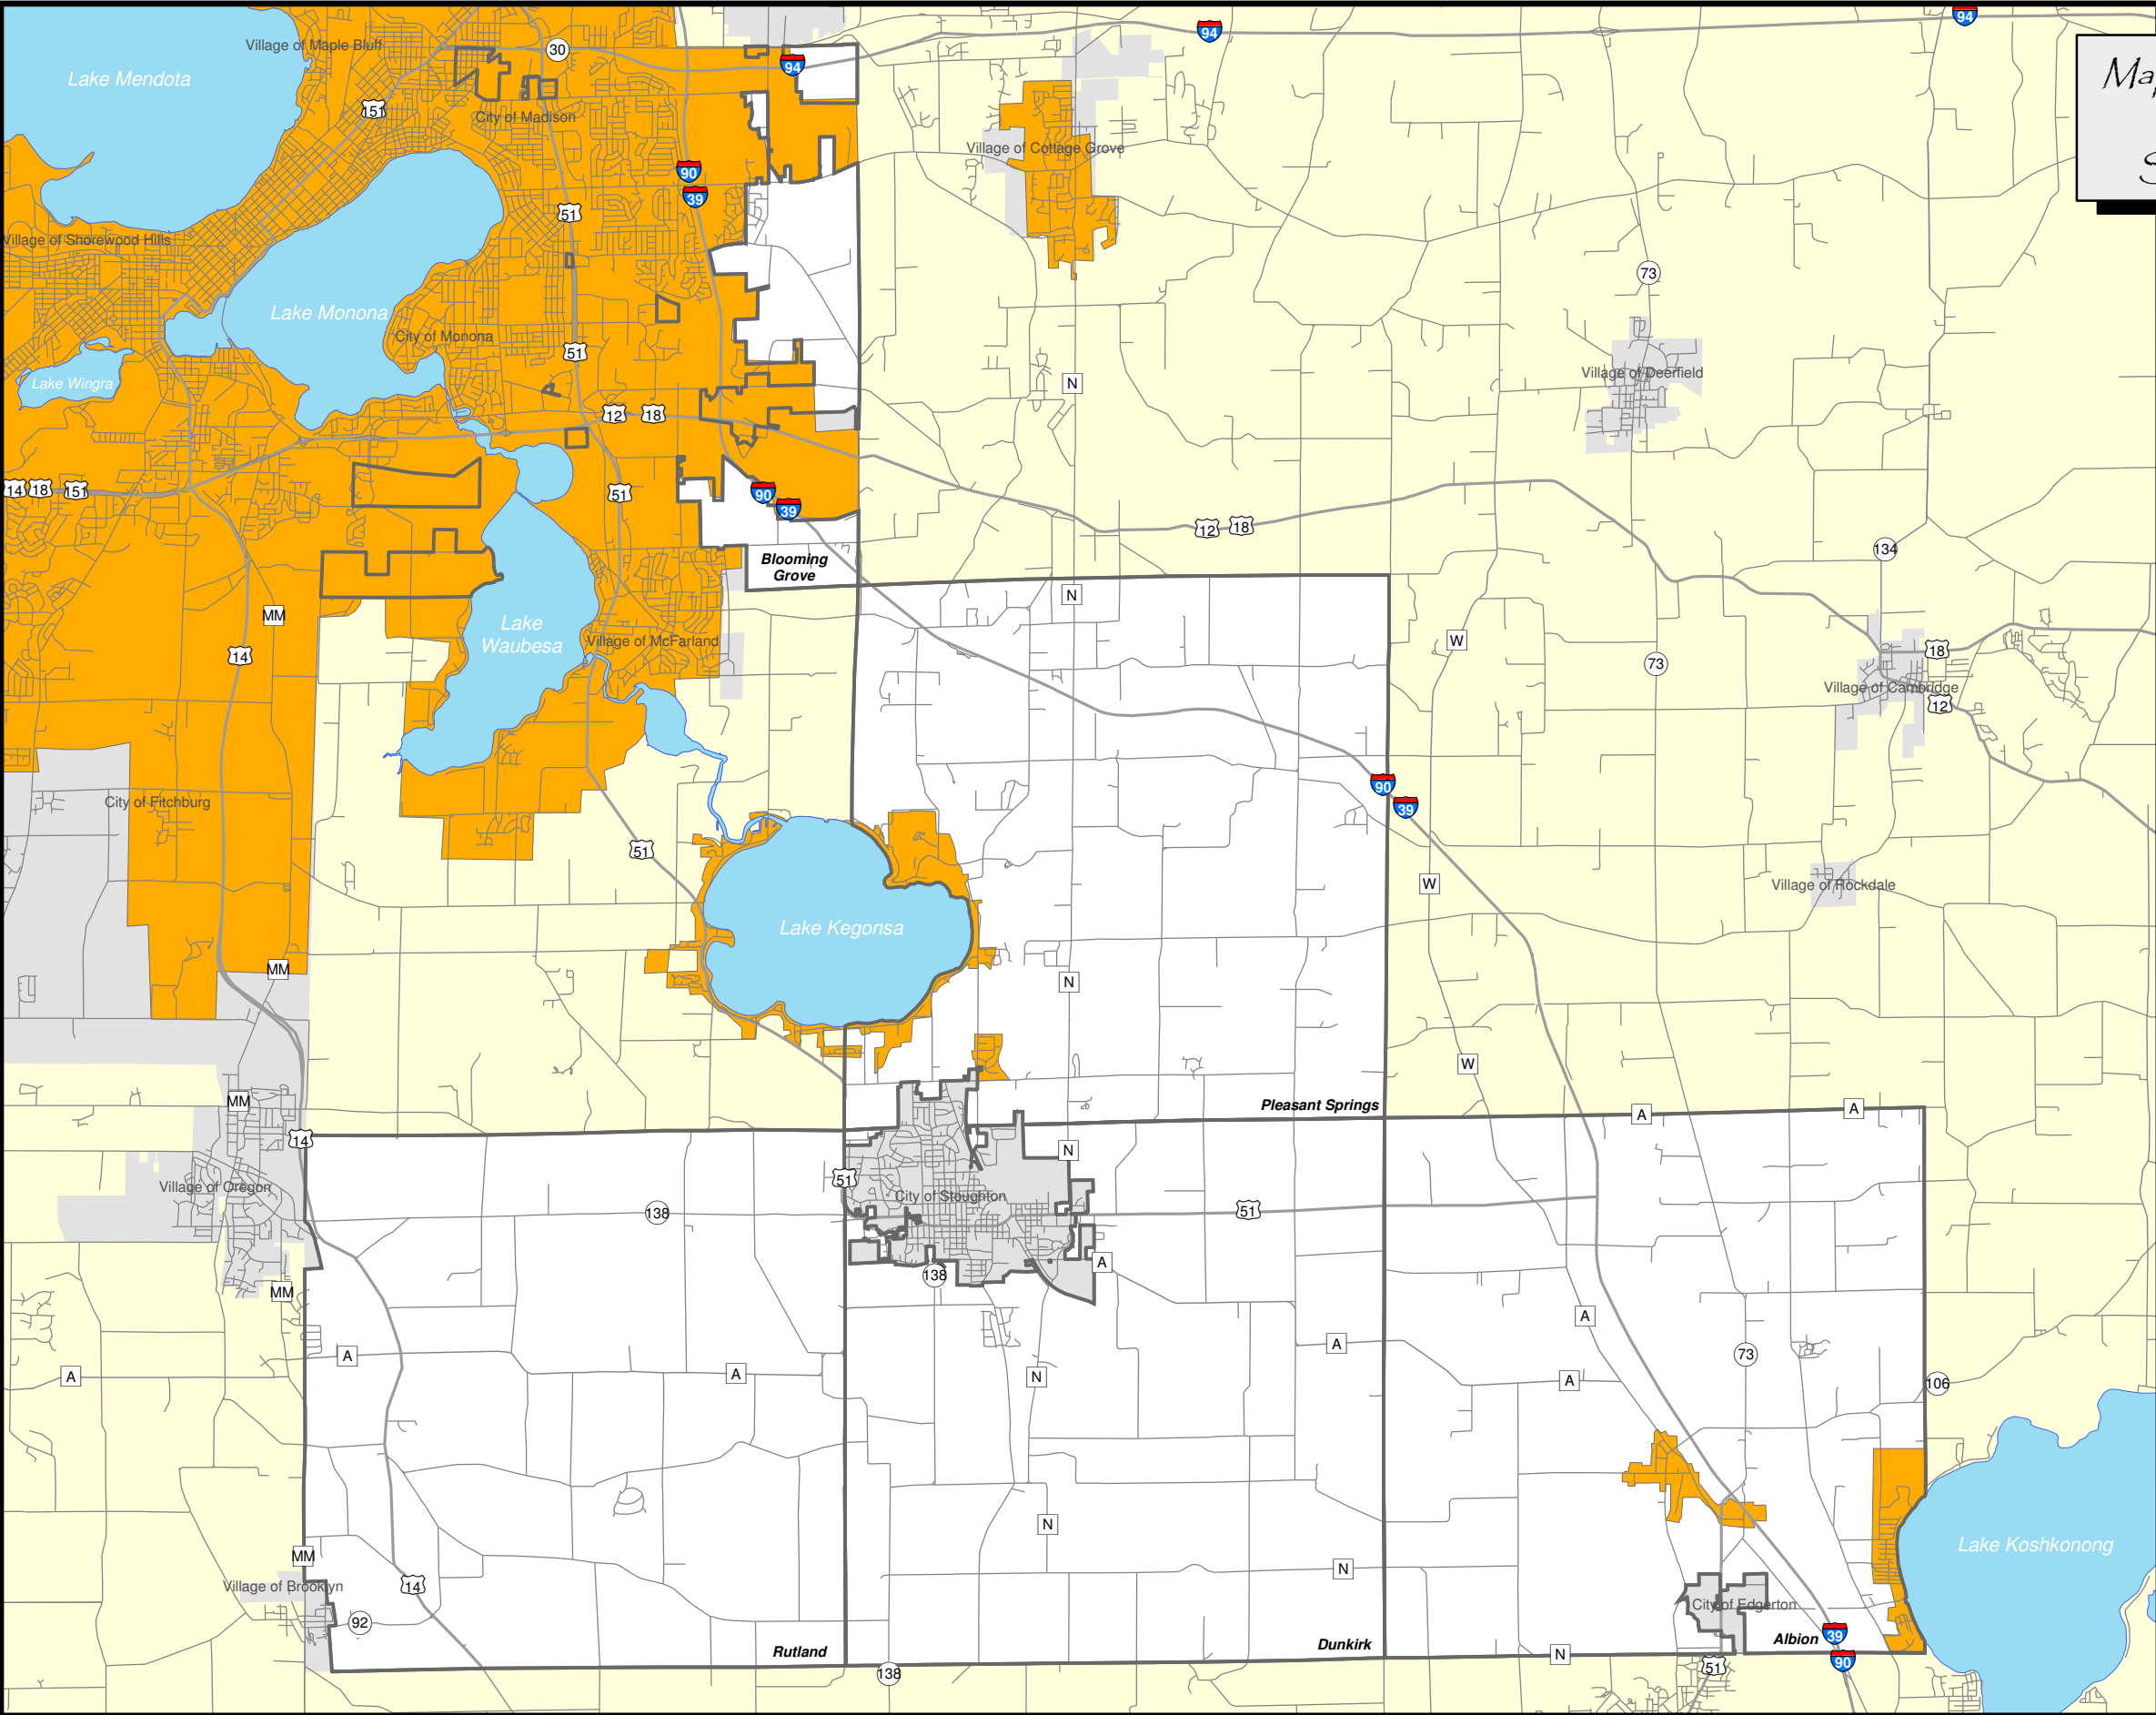 94
94
Village of Maple Bluff
30
94
Lake Mendota
151
City of Madison
Village of Cottage Grove
90
39
51
Village of Shorewood Hills
73
Lake Monona
City of Monona
51
Village of Deerfield
Lake Wingra
N
12
18
14
18
151
51
90
39
12
18
134
Blooming
Grove
N
MM
Lake
Waubesa
Village of McFarland
W
14
73
18
Village of Cambridge
12
City of Fitchburg
90
39
51
W
Village of Rockdale
Lake Kegonsa
MM
N
W
MM
Pleasant Springs
A
A
14
N
51
Village of Oregon
City of Stoughton
138
51
A
138
MM
A
A
73
A
A
A
N
A
106
N
Lake Koshkonong
MM
N
Village of Brooklyn
14
92
City of Edgerton
Rutland
Dunkirk
Albion
39
N
138
51
90